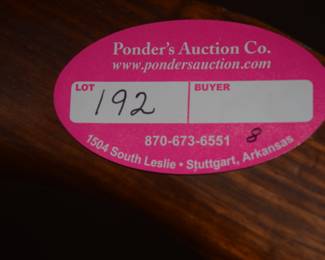 Ponder's Auction Co.
www.pondersauction.com
LOT BUYER
192
870-673-6551 8
1504 South Leslie • Stuttgart, Arkansas